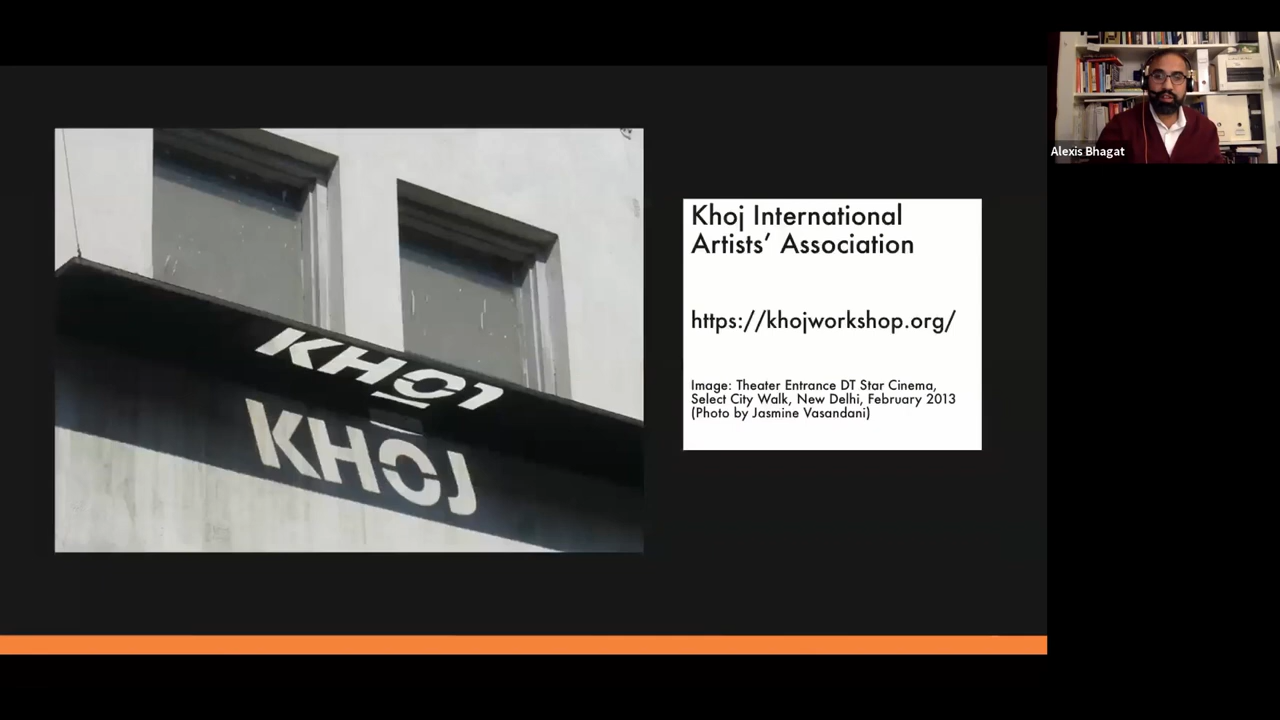 KHOJ
KHOJ
Khoj International
Artists’ Association
https://khojworkshop.org/
Image: Theater Entrance DT Star Cinema,
Select City Walk, New Delhi, February 2013
(Photo by Jasmine Vasandani)
Alexis Bhagat